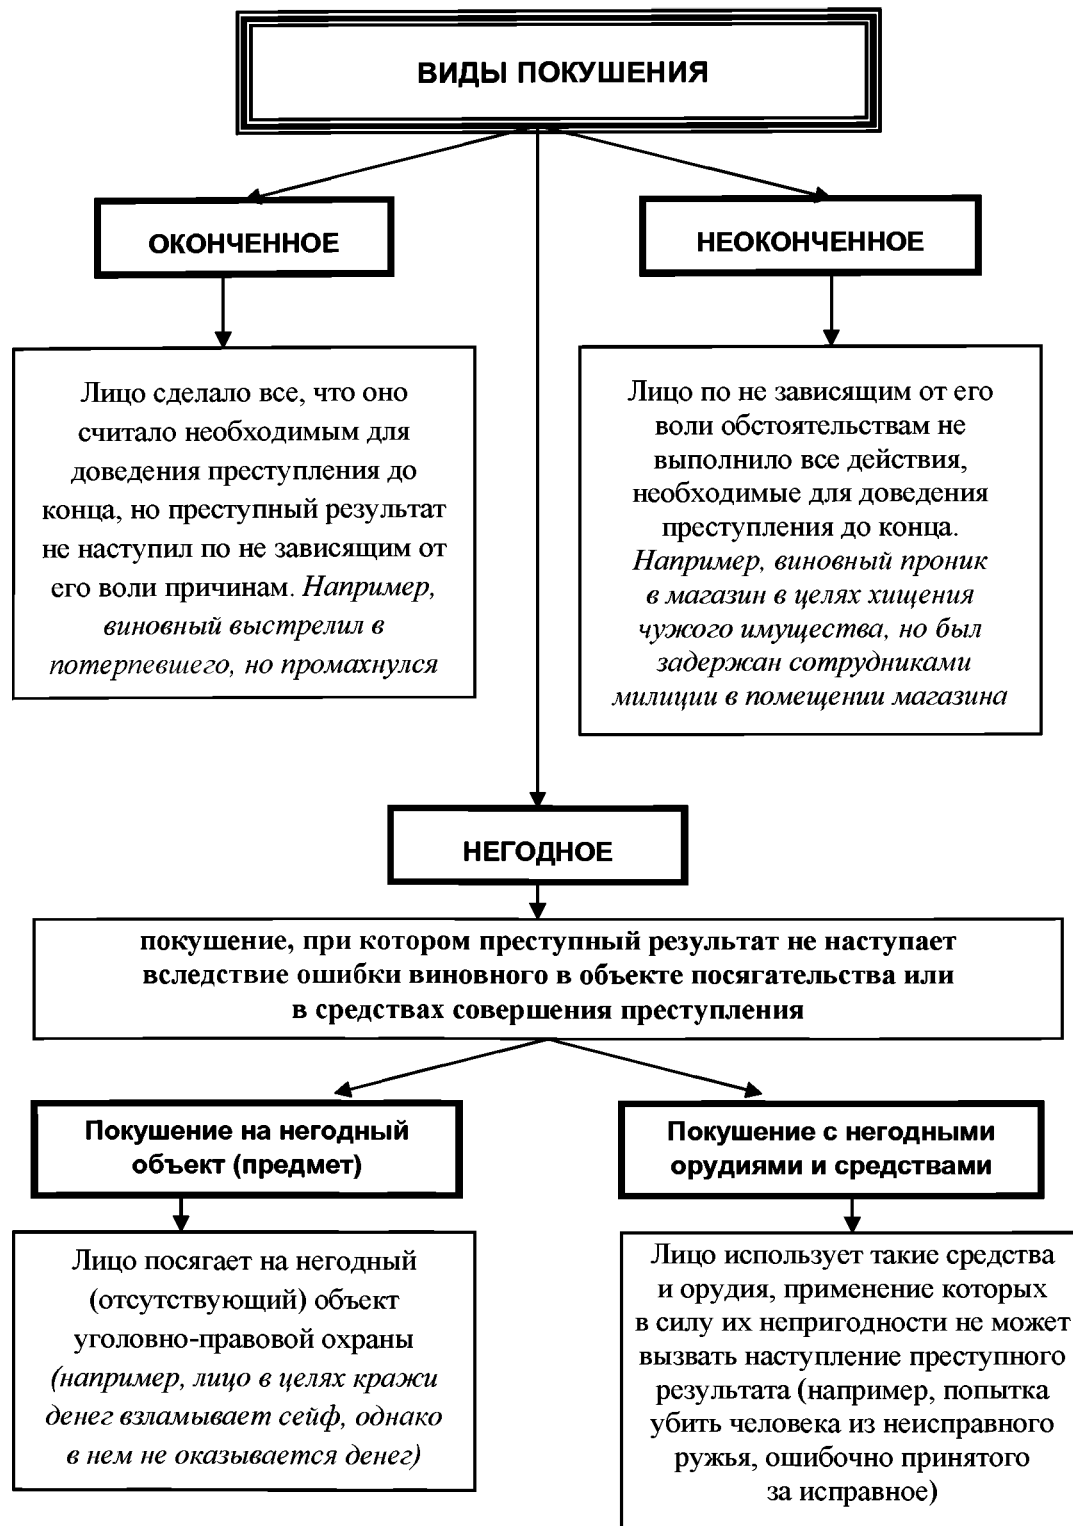 ВИДЫ ПОКУШЕНИЯ
ОКОНЧЕННОЕ
НЕОКОНЧЕННОЕ
Лицо сделало все, что оно
считало необходимым для
доведения преступления до
конца, но преступный результат
не наступил по не зависящим от
его воли причинам. Например,
виновный выстрелил в
потерпевшего, но промахнулся
Лицо по не зависящим от его
воли обстоятельствам не
выполнило все действия,
необходимые для доведения
преступления до конца.
Например, виновный проник
в магазин в целях хищения
чужого имущества, но был
задержан сотрудниками
милиции в помещении магазина
НЕГОДНОЕ
покушение, при котором преступный результат не наступает
вследствие ошибки виновного в объекте посягательства или
в средствах совершения преступления
Покушение на негодный
объект (предмет)
Покушение с негодными
орудиями и средствами
Лицо посягает на негодный
(отсутствующий) объект
уголовно-правовой охраны
(например, лицо в целях кражи
денег взламывает сейф, однако
в нем не оказывается денег)
Лицо использует такие средства
и орудия, применение которых
в силу их непригодности не может
вызвать наступление преступного
результата (например, попытка
убить человека из неисправного
ружья, ошибочно принятого
за исправное)